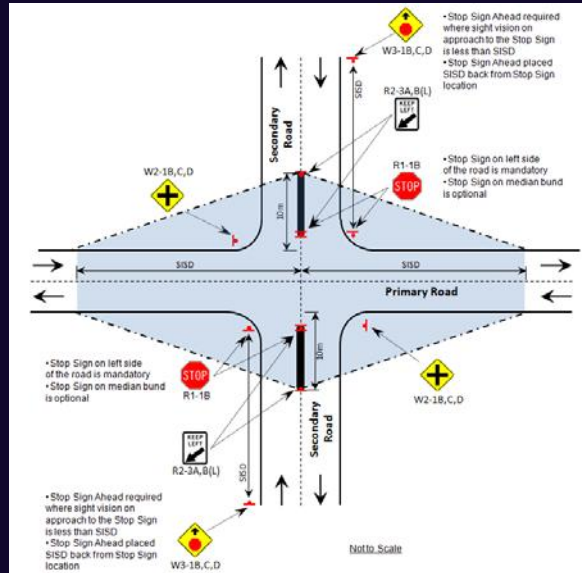 • Stop Sign Ahead required
where sight vision on
approach to the Stop Sign
is less than SISD
• Stop Sign Ahead placed
SISD back from Stop Sign
location
W3-1B,C,D
SISD
R2-3A,B(L)
KEEP
LEFT
Secondary
Road
W2-1B,C,D
R1-1B
STOP
• Stop Sign on left side
of the road is mandatory
• Stop Sign on median bund
is optional
10m
SISD
SISD
Primary Road
• Stop Sign on left side
of the road is mandatory
• Stop Sign on median bund
is optional
STOP
R1-1B
10m
W2-1B,C,D
KEEP
LEFT
R2-3A,B(L)
SISD
Secondary
Road
• Stop Sign Ahead required
where sight vision on
approach to the Stop Sign
is less than SISD
• Stop Sign Ahead placed
SISD back from Stop Sign
location
W3-1B,C,D
Not to Scale